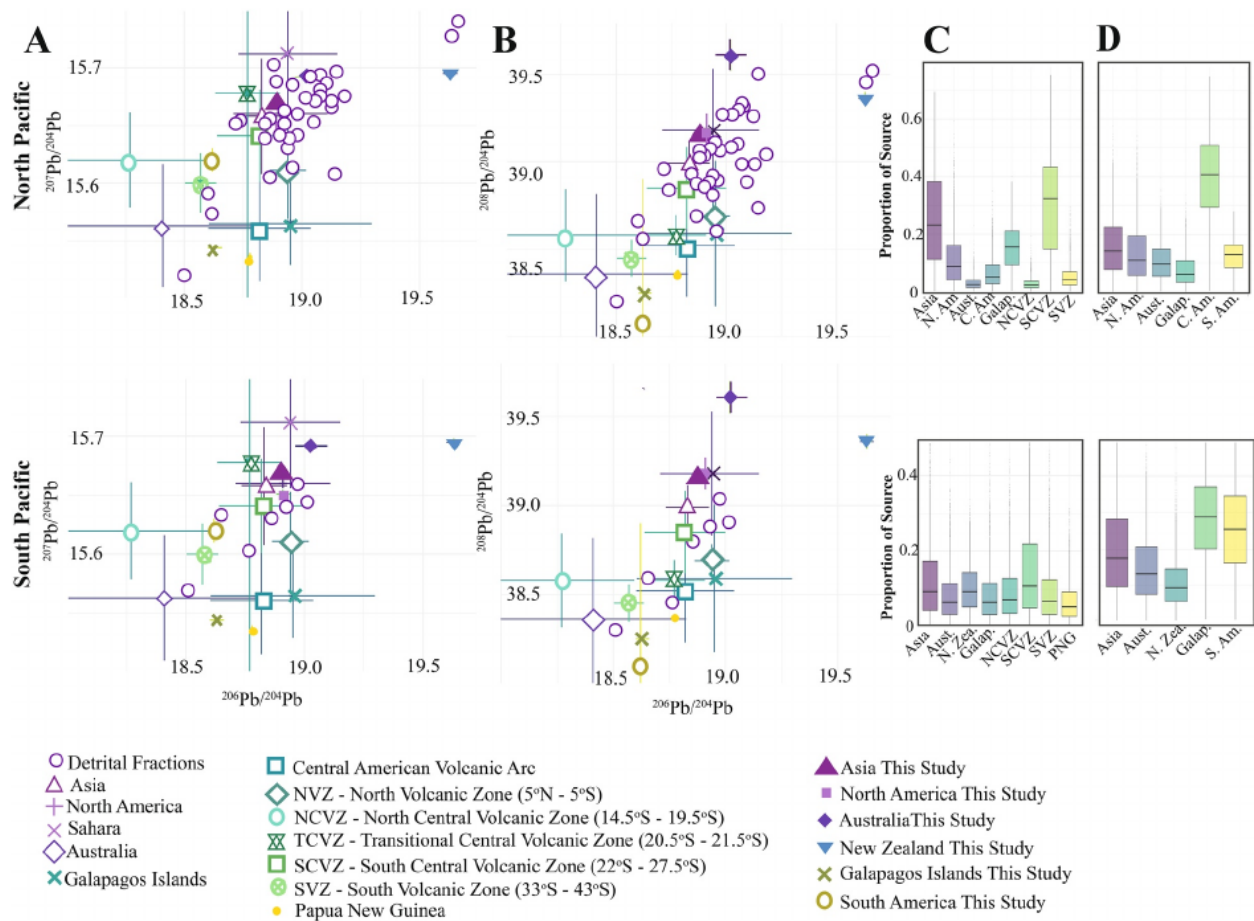 A
B
C
D
North Pacific
²⁰⁷Pb/²⁰⁴Pb
15.7
15.6
18.5 19.0 19.5
²⁰⁸Pb/²⁰⁴Pb
39.5
39.0
38.5
18.5 19.0 19.5
Proportion of Source
0.6
0.4
0.2
0
Asia
N. Am.
Aust.
C. Am
Galap.
NCVZ
SCVZ
SVZ
Asia
N. Am.
Aust.
Galap.
C. Am.
S. Am.
South Pacific
²⁰⁷Pb/²⁰⁴Pb
15.7
15.6
18.5 19.0 19.5
²⁰⁶Pb/²⁰⁴Pb
²⁰⁸Pb/²⁰⁴Pb
39.5
39.0
38.5
18.5 19.0 19.5
²⁰⁶Pb/²⁰⁴Pb
Proportion of Source
0.4
0.2
0
Asia
Aust.
N. Zea.
Galap.
NCVZ
SCVZ
SVZ
PNG
Asia
Aust.
N. Zea.
Galap.
S. Am.
Detrital Fractions
Asia
North America
Sahara
Australia
Galapagos Islands
Central American Volcanic Arc
NVZ - North Volcanic Zone (5°N - 5°S)
NCVZ - North Central Volcanic Zone (14.5°S - 19.5°S)
TCVZ - Transitional Central Volcanic Zone (20.5°S - 21.5°S)
SCVZ - South Central Volcanic Zone (22°S - 27.5°S)
SVZ - South Volcanic Zone (33°S - 43°S)
Papua New Guinea
Asia This Study
North America This Study
AustraliaThis Study
New Zealand This Study
Galapagos Islands This Study
South America This Study